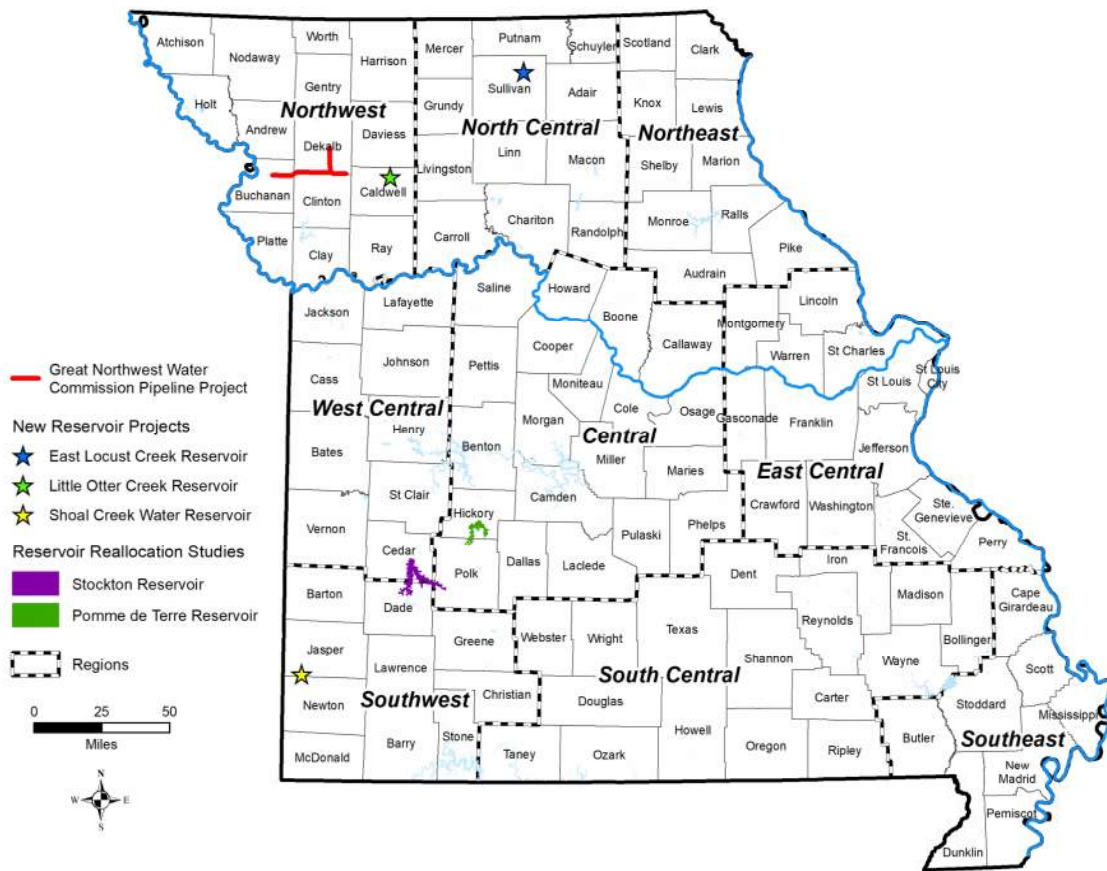 Worth
Putnam
Atchison
Nodaway
Harrison
Mercer
Schuyler
Scotland
Clark
Gentry
Sullivan
Adair
Knox
Lewis
Holt
Northwest
Grundy
North Central
Northeast
Andrew
Dekalb
Daviess
Livingston
Linn
Macon
Shelby
Marion
Buchanan
Clinton
Caldwell
Chariton
Randolph
Monroe
Ralls
Pike
Platte
Clay
Ray
Carroll
Audrain
Saline
Howard
Boone
Lincoln
Jackson
Lafayette
Callaway
Montgomery
Cooper
Warren
St Charles
Johnson
Pettis
Moniteau
St Louis
St Louis
City
Cass
West Central
Morgan
Cole
Osage
Gasconade
Franklin
Henry
Benton
Central
Jefferson
Bates
Miller
Maries
East Central
St Clair
Camden
Crawford
Washington
Ste.
Genevieve
Vernon
Hickory
Pulaski
Phelps
St.
Francois
Perry
Cedar
Polk
Dallas
Laclede
Dent
Iron
Barton
Dade
Madison
Cape
Girardeau
Greene
Webster
Wright
Texas
Reynolds
Bollinger
Jasper
Lawrence
Shannon
Wayne
Scott
South Central
Newton
Southwest
Christian
Douglas
Carter
Stoddard
Mississippi
Howell
Southeast
McDonald
Barry
Stone
Taney
Ozark
Oregon
Ripley
Butler
New
Madrid
Pemiscot
Dunklin
Great Northwest Water
Commission Pipeline Project
New Reservoir Projects
East Locust Creek Reservoir
Little Otter Creek Reservoir
Shoal Creek Water Reservoir
Reservoir Reallocation Studies
Stockton Reservoir
Pomme de Terre Reservoir
Regions
0 25 50
Miles
N
W E
S